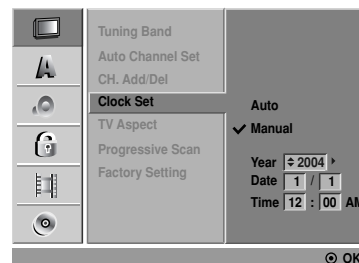 Tuning Band
Auto Channel Set
CH. Add/Del
Clock Set
TV Aspect
Progressive Scan
Factory Setting
Auto
✔ Manual
Year 2004
Date 1 / 1
Time 12 : 00 AM
OK